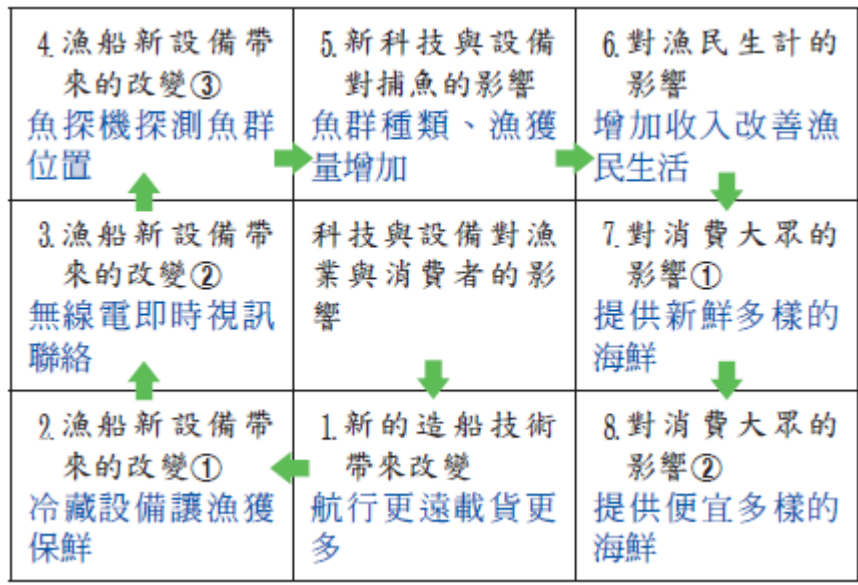 4.漁船新設備帶
來的改變③
魚探機探測魚群
位置
5.新科技與設備
對捕魚的影響
魚群種類、漁獲
量增加
6.對漁民生計的
影響
增加收入改善漁
民生活
3.漁船新設備帶
來的改變②
無線電即時視訊
聯絡
科技與設備對漁
業與消費者的影
響
7.對消費大眾的
影響①
提供新鮮多樣的
海鮮
2.漁船新設備帶
來的改變①
冷藏設備讓漁獲
保鮮
1.新的造船技術
帶來改變
航行更遠載貨更
多
8.對消費大眾的
影響②
提供便宜多樣的
海鮮